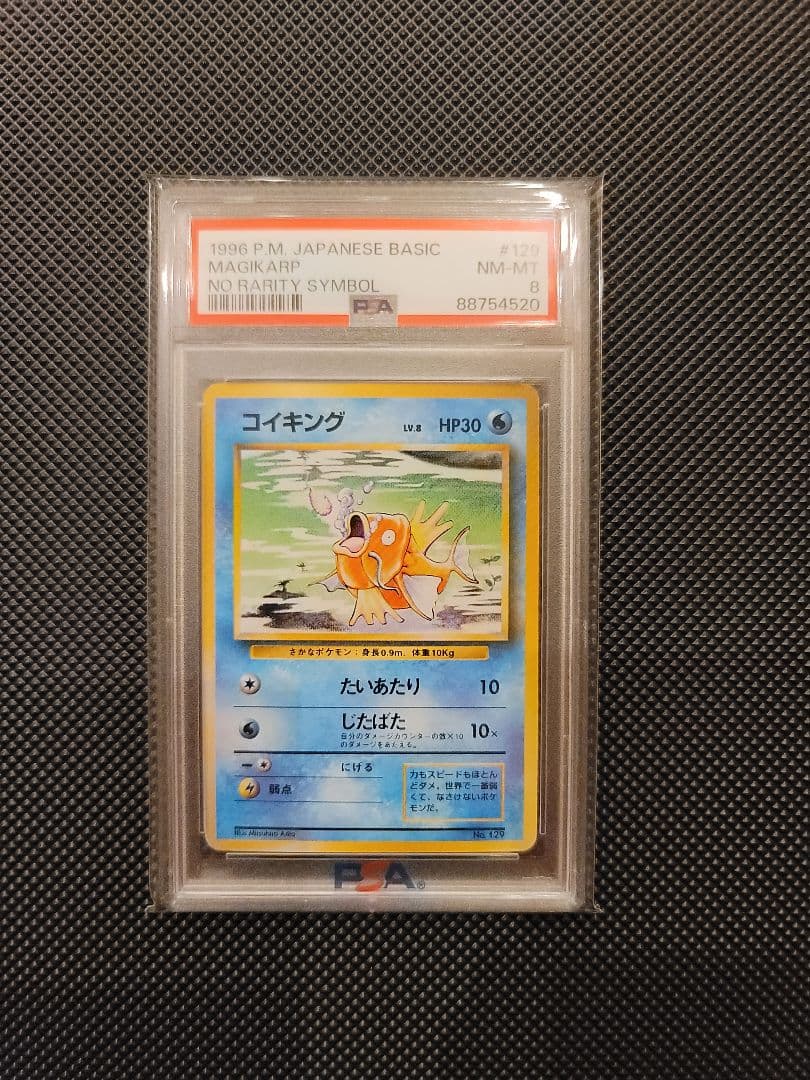 1996 P.M. JAPANESE BASIC #129
MAGIKARP NM-MT
NO RARITY SYMBOL 8
PSA 88754520
コイキング LV.8 HP30
さかなポケモン：身長0.9m. 体重10Kg
たいあたり 10
じたばた 10×
自分のダメージカウンターの数×10
のダメージをあたえる。
にげる
弱点
力もスピードもほとん
どダメ。世界で一番弱
くて、なさけないポケ
モンだ。
Illus. Mitsuhiro Arita No. 129
PSA®